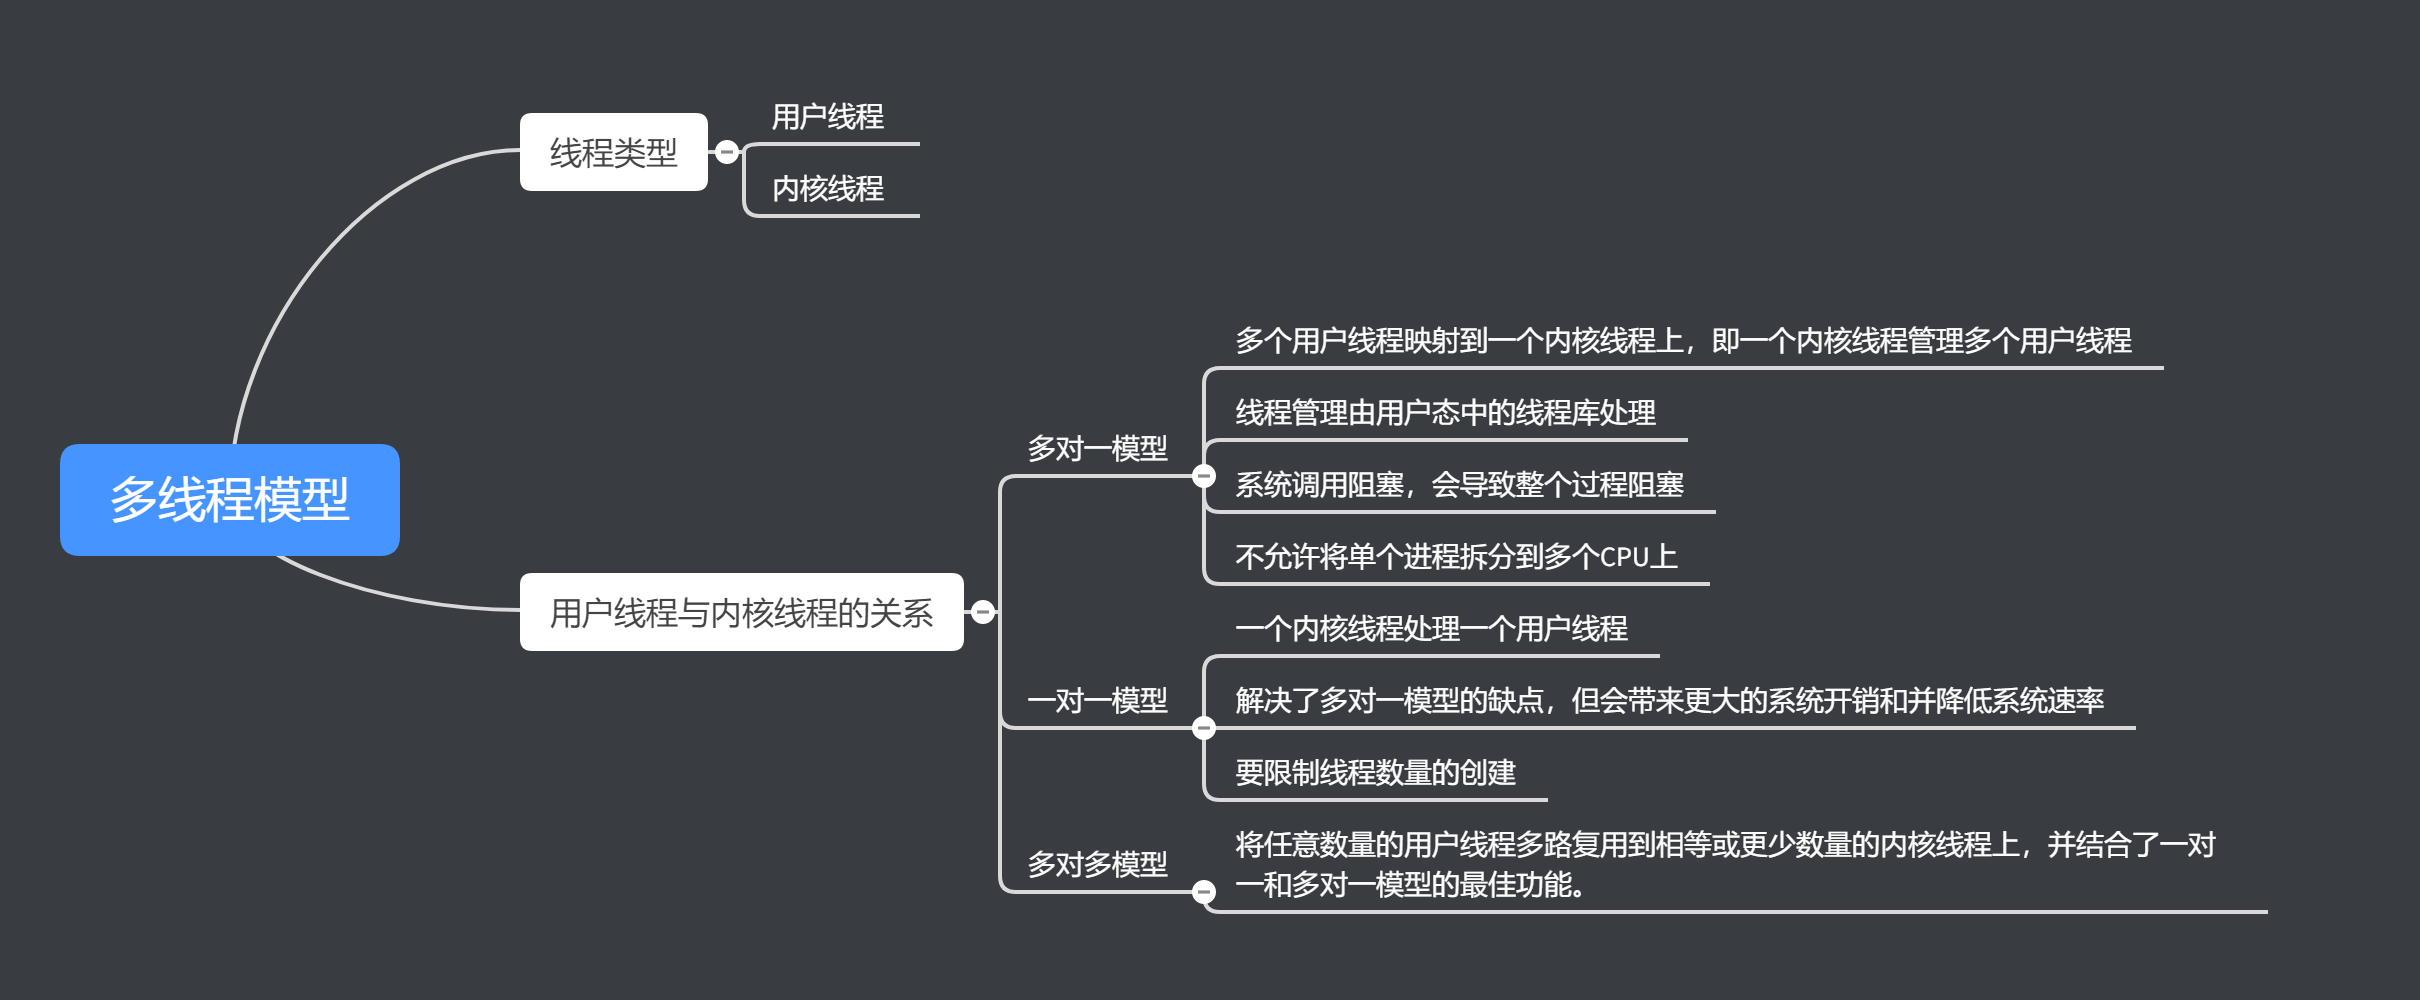 多线程模型
线程类型
用户线程
内核线程
用户线程与内核线程的关系
多对一模型
多个用户线程映射到一个内核线程上，即一个内核线程管理多个用户线程
线程管理由用户态中的线程库处理
系统调用阻塞，会导致整个过程阻塞
不允许将单个进程拆分到多个CPU上
一对一模型
一个内核线程处理一个用户线程
解决了多对一模型的缺点，但会带来更大的系统开销和并降低系统速率
要限制线程数量的创建
多对多模型
将任意数量的用户线程多路复用到相等或更少数量的内核线程上，并结合了一对
一和多对一模型的最佳功能。